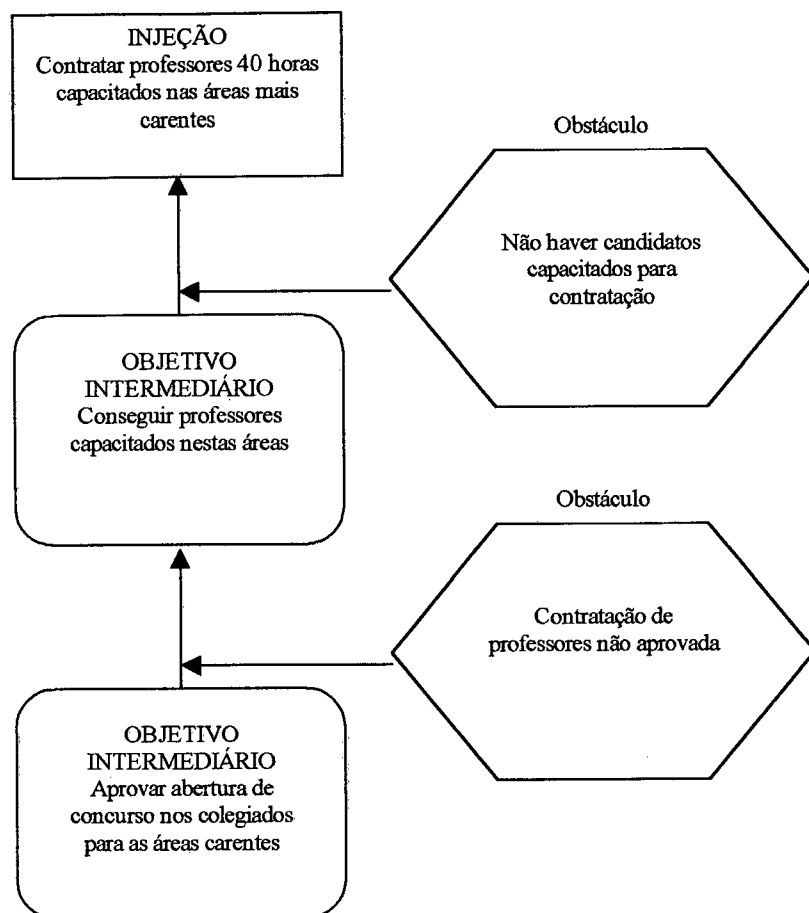 INJEÇÃO
Contratar professores 40 horas
capacitados nas áreas mais
carentes
Obstáculo
Não haver candidatos
capacitados para
contratação
OBJETIVO
INTERMEDIÁRIO
Conseguir professores
capacitados nestas áreas
Obstáculo
Contratação de
professores não aprovada
OBJETIVO
INTERMEDIÁRIO
Aprovar abertura de
concurso nos colegiados
para as áreas carentes